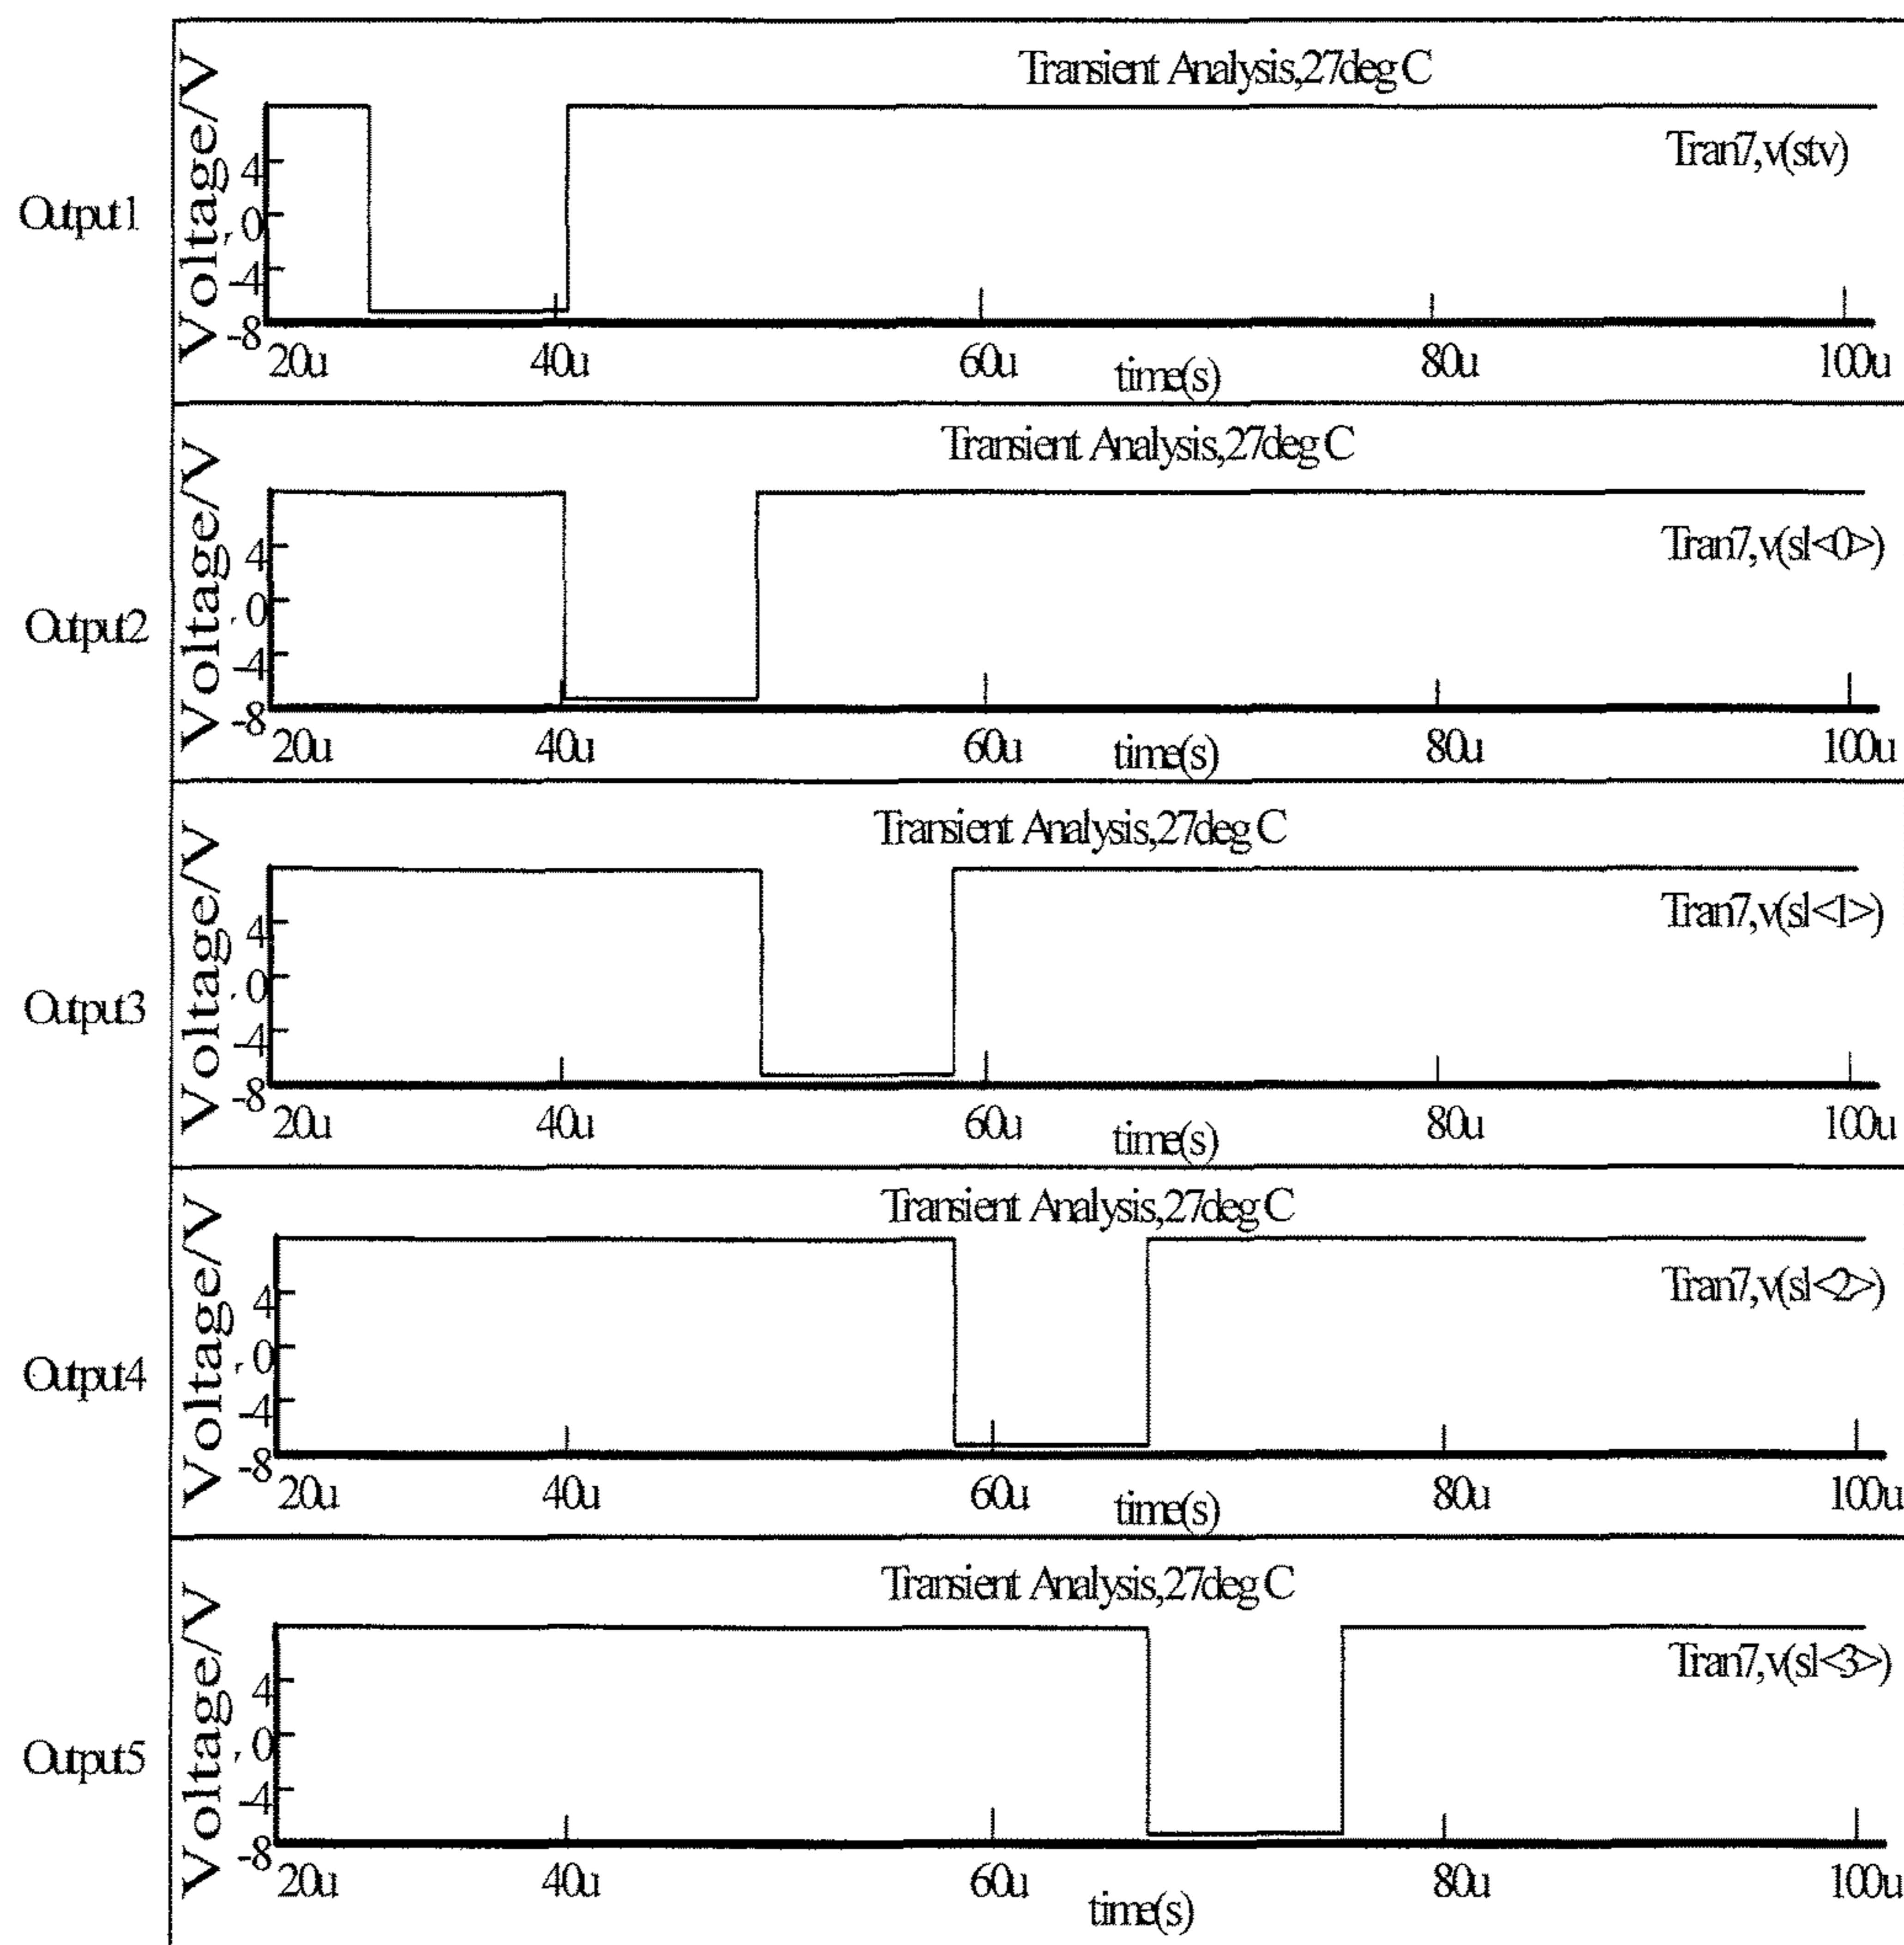 Transient Analysis,27deg C
Voltage/V
Tran7,v(stv)
4
0
-4
-8
Output1
20u 40u 60u 80u 100u
time(s)
Transient Analysis,27deg C
Voltage/V
Tran7,v(sl<0>)
4
0
-4
-8
Output2
20u 40u 60u 80u 100u
time(s)
Transient Analysis,27deg C
Voltage/V
Tran7,v(sl<1>)
4
0
-4
-8
Output3
20u 40u 60u 80u 100u
time(s)
Transient Analysis,27deg C
Voltage/V
Tran7,v(sl<2>)
4
0
-4
-8
Output4
20u 40u 60u 80u 100u
time(s)
Transient Analysis,27deg C
Voltage/V
Tran7,v(sl<3>)
4
0
-4
-8
Output5
20u 40u 60u 80u 100u
time(s)